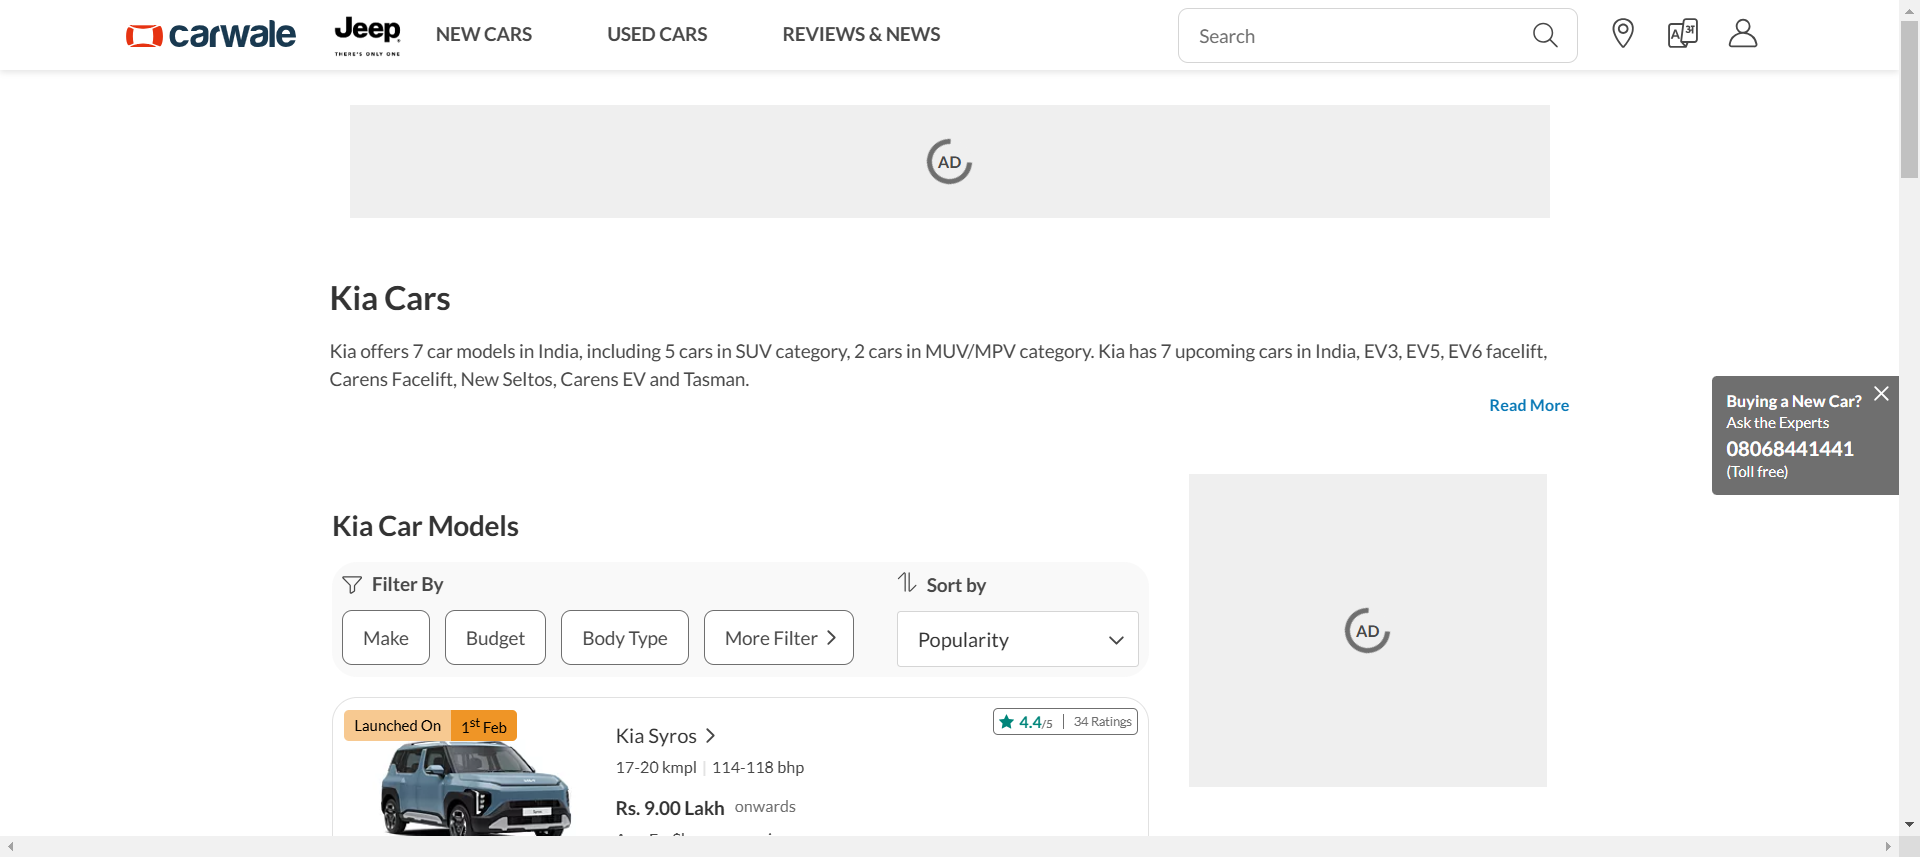 carwale
Jeep
THERE'S ONLY ONE
NEW CARS
USED CARS
REVIEWS & NEWS
Search
A अ
AD
Kia Cars
Kia offers 7 car models in India, including 5 cars in SUV category, 2 cars in MUV/MPV category. Kia has 7 upcoming cars in India, EV3, EV5, EV6 facelift,
Carens Facelift, New Seltos, Carens EV and Tasman.
Read More
Buying a New Car?
Ask the Experts
08068441441
(Toll free)
Kia Car Models
Filter By
Make
Budget
Body Type
More Filter
Sort by
Popularity
AD
Launched On 1st Feb
Kia Syros
4.4/5 | 34 Ratings
17-20 kmpl | 114-118 bhp
Rs. 9.00 Lakh onwards